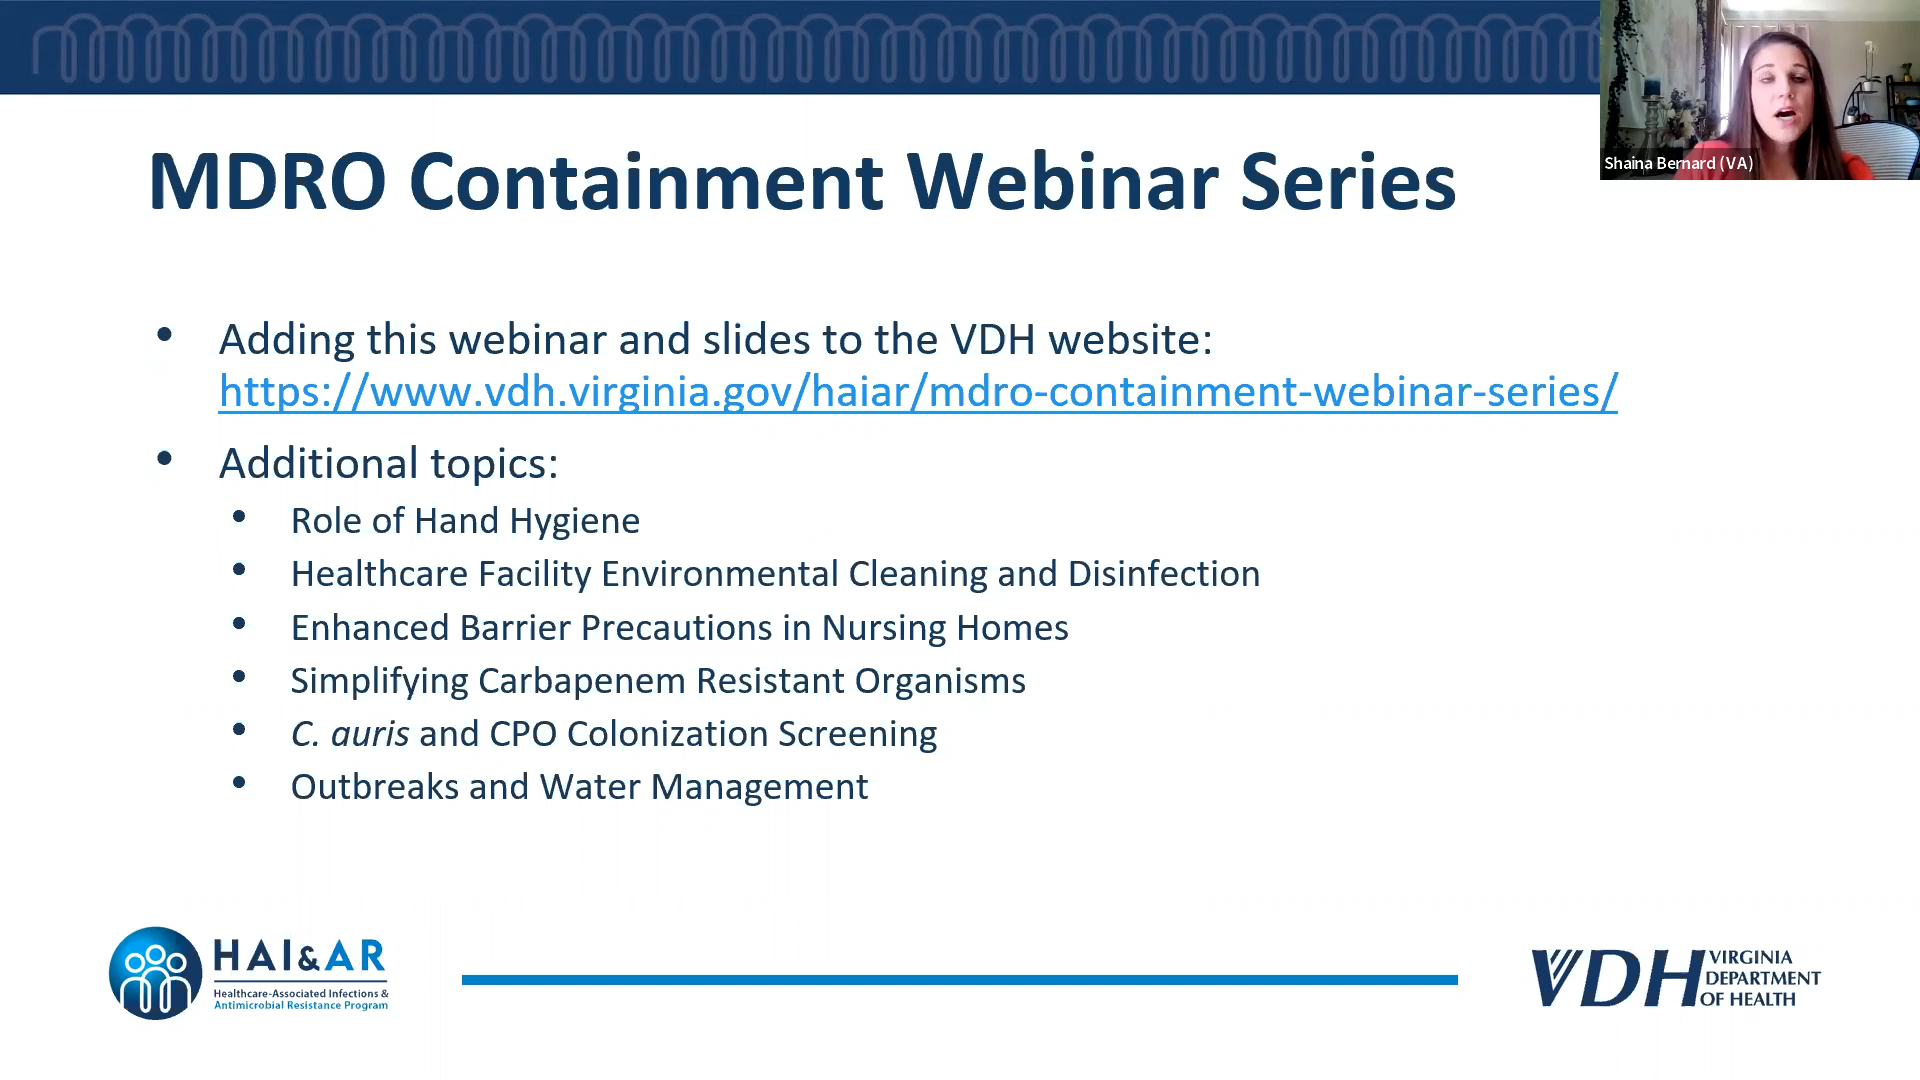 Shaina Bernard (VA)
MDRO Containment Webinar Series
• Adding this webinar and slides to the VDH website:
https://www.vdh.virginia.gov/haiar/mdro-containment-webinar-series/
• Additional topics:
• Role of Hand Hygiene
• Healthcare Facility Environmental Cleaning and Disinfection
• Enhanced Barrier Precautions in Nursing Homes
• Simplifying Carbapenem Resistant Organisms
• C. auris and CPO Colonization Screening
• Outbreaks and Water Management
HAI&AR
Healthcare-Associated Infections &
Antimicrobial Resistance Program
VDH
VIRGINIA
DEPARTMENT
OF HEALTH